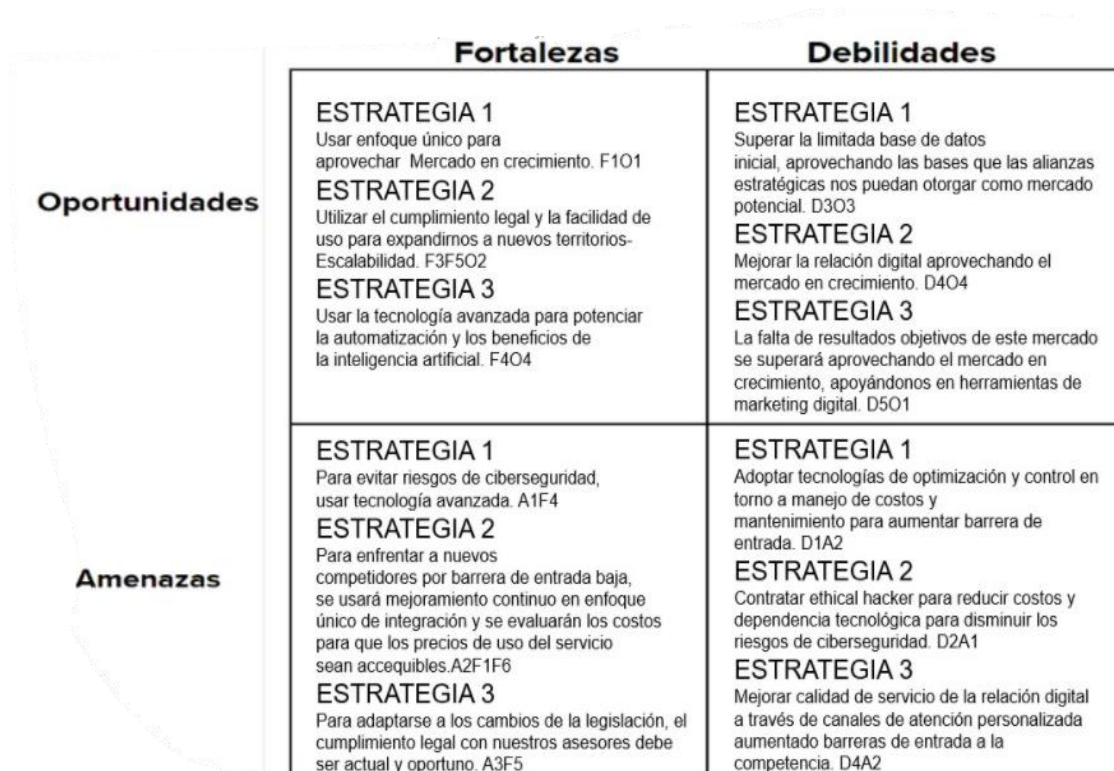 Fortalezas
Debilidades
Oportunidades
ESTRATEGIA 1
Usar enfoque único para
aprovechar Mercado en crecimiento. F1O1
ESTRATEGIA 2
Utilizar el cumplimiento legal y la facilidad de
uso para expandirnos a nuevos territorios-
Escalabilidad. F3F5O2
ESTRATEGIA 3
Usar la tecnología avanzada para potenciar
la automatización y los beneficios de
la inteligencia artificial. F4O4
ESTRATEGIA 1
Superar la limitada base de datos
inicial, aprovechando las bases que las alianzas
estratégicas nos puedan otorgar como mercado
potencial. D3O3
ESTRATEGIA 2
Mejorar la relación digital aprovechando el
mercado en crecimiento. D4O4
ESTRATEGIA 3
La falta de resultados objetivos de este mercado
se superará aprovechando el mercado en
crecimiento, apoyándonos en herramientas de
marketing digital. D5O1
Amenazas
ESTRATEGIA 1
Para evitar riesgos de ciberseguridad,
usar tecnología avanzada. A1F4
ESTRATEGIA 2
Para enfrentar a nuevos
competidores por barrera de entrada baja,
se usará mejoramiento continuo en enfoque
único de integración y se evaluarán los costos
para que los precios de uso del servicio
sean accequibles.A2F1F6
ESTRATEGIA 3
Para adaptarse a los cambios de la legislación, el
cumplimiento legal con nuestros asesores debe
ser actual y oportuno. A3F5
ESTRATEGIA 1
Adoptar tecnologías de optimización y control en
torno a manejo de costos y
mantenimiento para aumentar barrera de
entrada. D1A2
ESTRATEGIA 2
Contratar ethical hacker para reducir costos y
dependencia tecnológica para disminuir los
riesgos de ciberseguridad. D2A1
ESTRATEGIA 3
Mejorar calidad de servicio de la relación digital
a través de canales de atención personalizada
aumentado barreras de entrada a la
competencia. D4A2